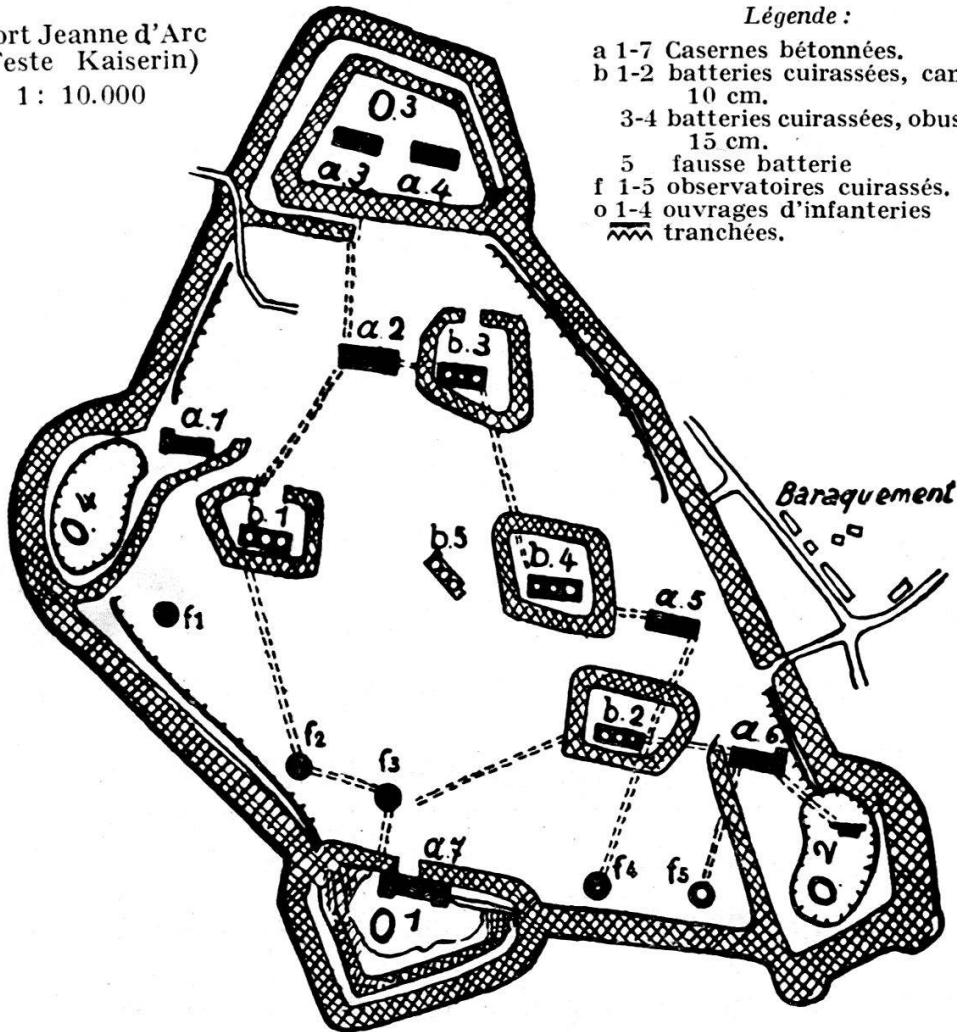 ort Jeanne d'Arc
Feste Kaiserin)
1 : 10.000
Légende :
a 1-7 Casernes bétonnées.
b 1-2 batteries cuirassées, can
10 cm.
3-4 batteries cuirassées, obus
15 cm.
5 fausse batterie
f 1-5 observatoires cuirassés.
o 1-4 ouvrages d'infanteries
tranchées.
O.3
a.3 a.4
a.2
b.3
a.1
O.4
b.1
b.5
b.4
Baraquement
a.5
f1
b.2
a.6
f2
f3
a.7
O1
f4
f5
O.2